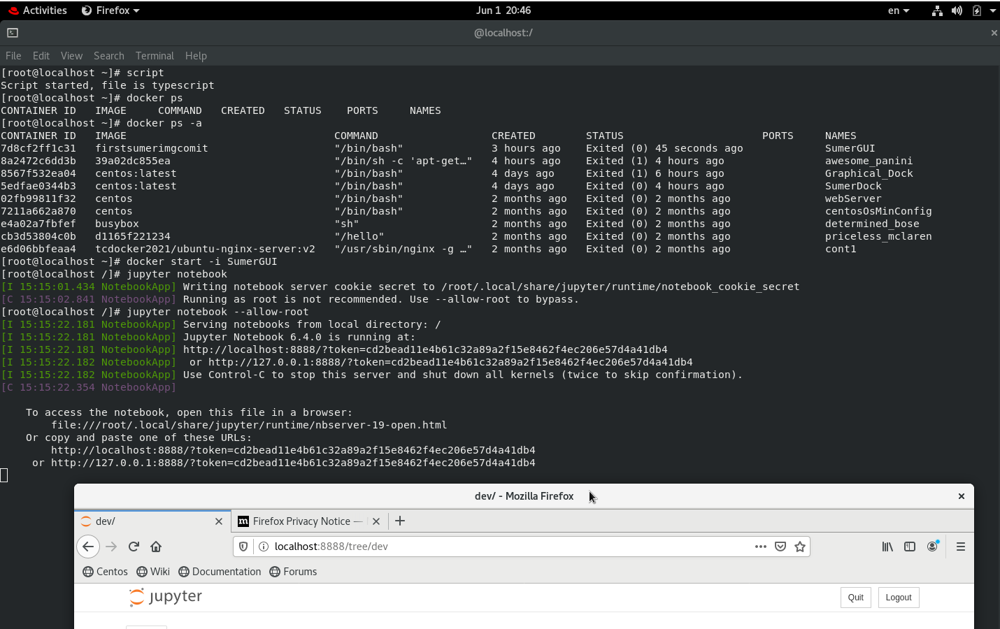 Activities Firefox Jun 1 20:46 en
@localhost:/
File Edit View Search Terminal Help
[root@localhost ~]# script
Script started, file is typescript
[root@localhost ~]# docker ps
CONTAINER ID IMAGE COMMAND CREATED STATUS PORTS NAMES
[root@localhost ~]# docker ps -a
CONTAINER ID IMAGE COMMAND CREATED STATUS PORTS NAMES
7d8cf2ff1c31 firstsumerimgcomit "/bin/bash" 3 hours ago Exited (0) 45 seconds ago SumerGUI
8a2472c6dd3b 39a02dc855ea "/bin/sh -c 'apt-get…" 4 hours ago Exited (1) 4 hours ago awesome_panini
8567f532ea04 centos:latest "/bin/bash" 4 days ago Exited (1) 6 hours ago Graphical_Dock
5edfae0344b3 centos:latest "/bin/bash" 4 days ago Exited (0) 4 hours ago SumerDock
02fb99811f32 centos "/bin/bash" 2 months ago Exited (0) 2 months ago webServer
7211a662a870 centos "/bin/bash" 2 months ago Exited (0) 2 months ago centosOsMinConfig
e4a02a7fbfef busybox "sh" 2 months ago Exited (0) 2 months ago determined_bose
cb3d53804c0b d1165f221234 "/hello" 2 months ago Exited (0) 2 months ago priceless_mclaren
e6d06bbfeaa4 tcdocker2021/ubuntu-nginx-server:v2 "/usr/sbin/nginx -g …" 2 months ago Exited (0) 2 months ago cont1
[root@localhost ~]# docker start -i SumerGUI
[root@localhost /]# jupyter notebook
[I 15:15:01.434 NotebookApp] Writing notebook server cookie secret to /root/.local/share/jupyter/runtime/notebook_cookie_secret
[C 15:15:02.841 NotebookApp] Running as root is not recommended. Use --allow-root to bypass.
[root@localhost /]# jupyter notebook --allow-root
[I 15:15:22.181 NotebookApp] Serving notebooks from local directory: /
[I 15:15:22.181 NotebookApp] Jupyter Notebook 6.4.0 is running at:
[I 15:15:22.181 NotebookApp] http://localhost:8888/?token=cd2bead11e4b61c32a89a2f15e8462f4ec206e57d4a41db4
[I 15:15:22.182 NotebookApp]  or http://127.0.0.1:8888/?token=cd2bead11e4b61c32a89a2f15e8462f4ec206e57d4a41db4
[I 15:15:22.182 NotebookApp] Use Control-C to stop this server and shut down all kernels (twice to skip confirmation).
[C 15:15:22.354 NotebookApp]
To access the notebook, open this file in a browser:
file:///root/.local/share/jupyter/runtime/nbserver-19-open.html
Or copy and paste one of these URLs:
http://localhost:8888/?token=cd2bead11e4b61c32a89a2f15e8462f4ec206e57d4a41db4
or http://127.0.0.1:8888/?token=cd2bead11e4b61c32a89a2f15e8462f4ec206e57d4a41db4
dev/ - Mozilla Firefox
dev/ Firefox Privacy Notice —
localhost:8888/tree/dev
Centos Wiki Documentation Forums
jupyter Quit Logout